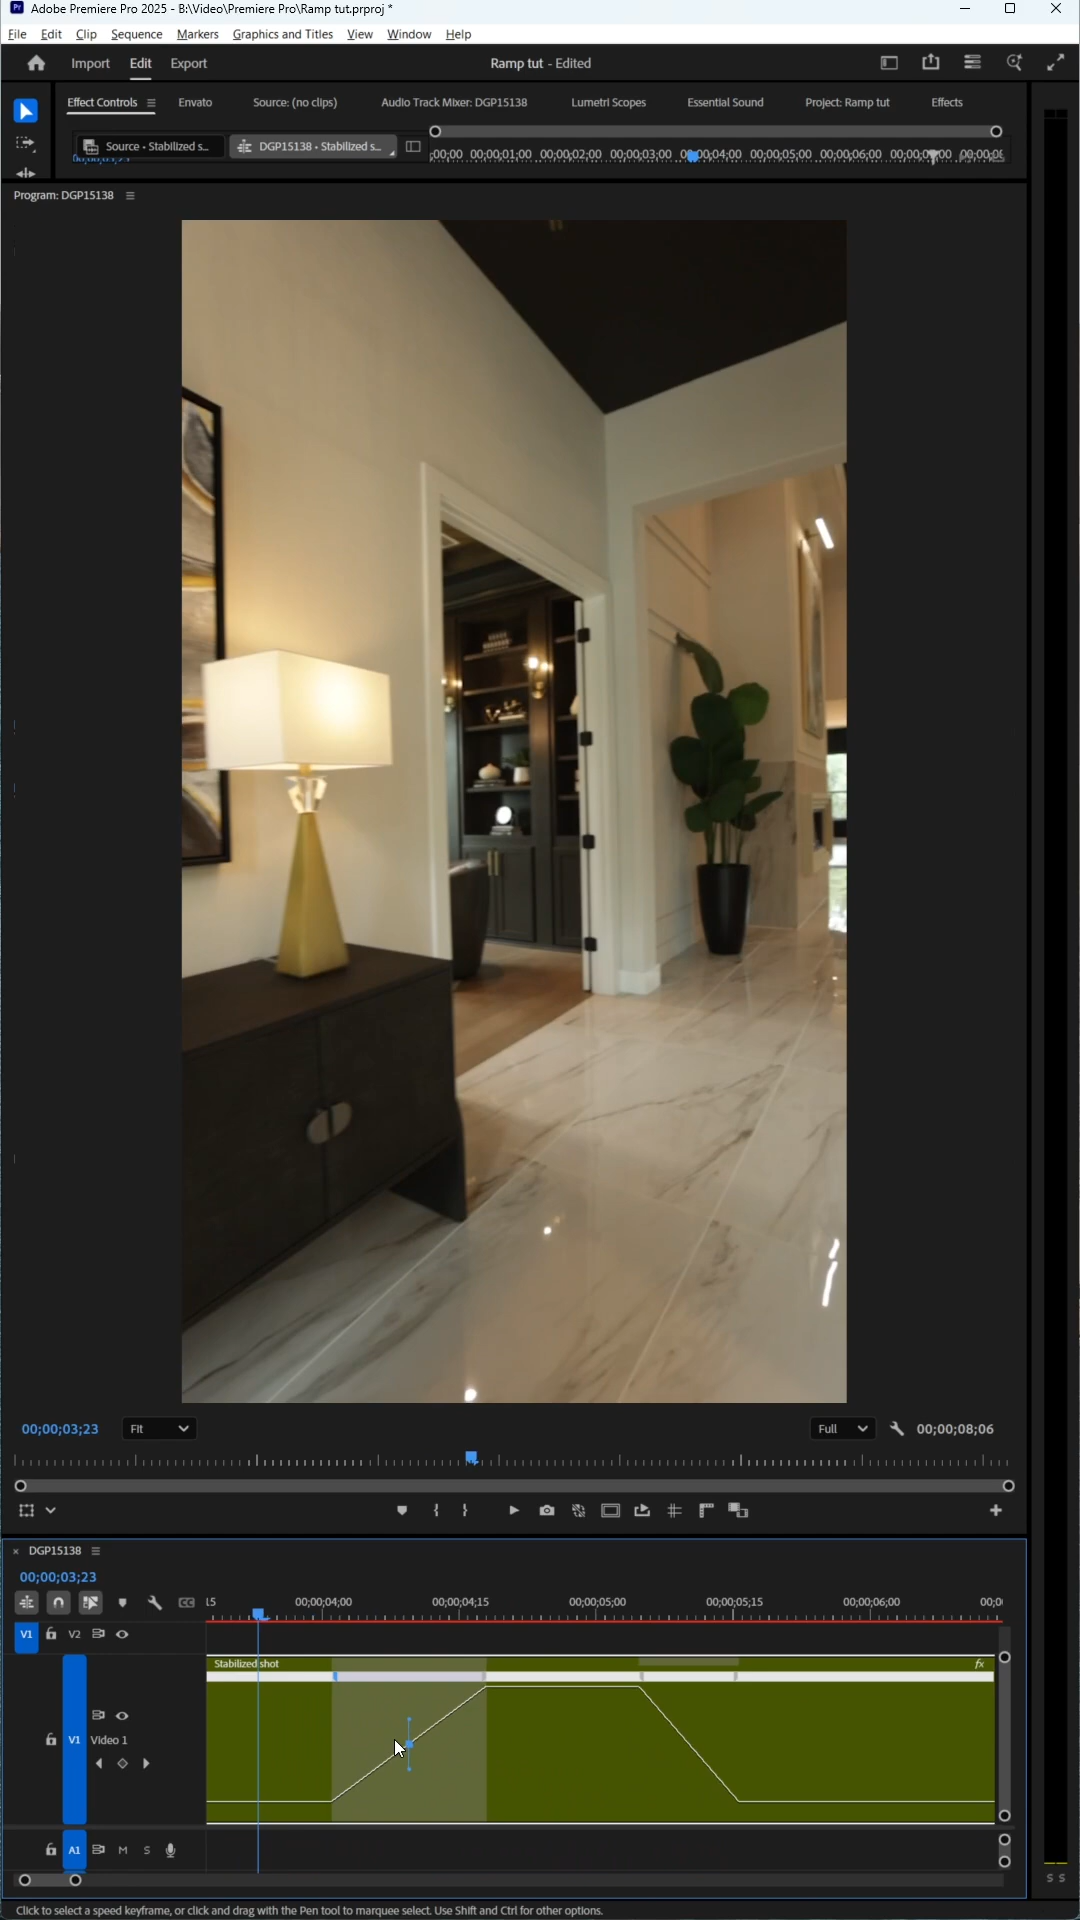 Adobe Premiere Pro 2025 - B:\Video\Premiere Pro\Ramp tut.prproj *
File Edit Clip Sequence Markers Graphics and Titles View Window Help
Import Edit Export Ramp tut - Edited
Effect Controls Envato Source: (no clips) Audio Track Mixer: DGP15138 Lumetri Scopes Essential Sound Project: Ramp tut Effects
Source • Stabilized s... DGP15138 • Stabilized s... ;00;00 00;00;01;00 00;00;02;00 00;00;03;00 00;00;04;00 00;00;05;00 00;00;06;00
Program: DGP15138
00;00;03;23 Fit Full 00;00;08;06
× DGP15138
00;00;03;23
:15 00;00;04;00 00;00;04;15 00;00;05;00 00;00;05;15 00;00;06;00 00;0
V1 V2
Stabilized shot fx
V1 Video 1
A1 M S
S S
Click to select a speed keyframe, or click and drag with the Pen tool to marquee select. Use Shift and Ctrl for other options.